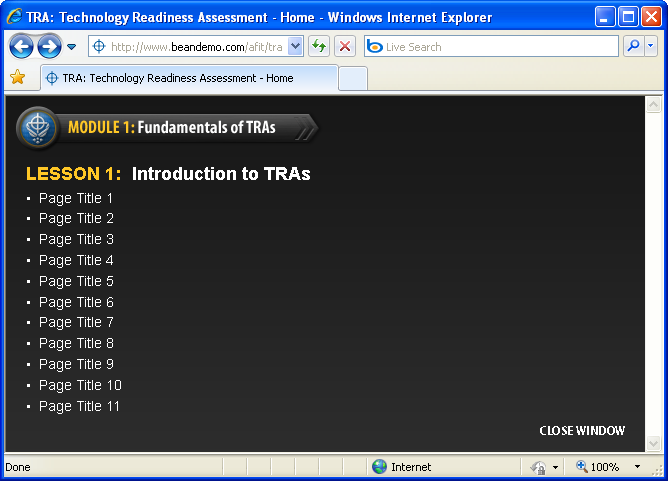 TRA: Technology Readiness Assessment - Home - Windows Internet Explorer
http://www.beandemo.com/afit/tra
Live Search
TRA: Technology Readiness Assessment - Home
MODULE 1: Fundamentals of TRAs
LESSON 1: Introduction to TRAs
• Page Title 1
• Page Title 2
• Page Title 3
• Page Title 4
• Page Title 5
• Page Title 6
• Page Title 7
• Page Title 8
• Page Title 9
• Page Title 10
• Page Title 11
CLOSE WINDOW
Done Internet 100%